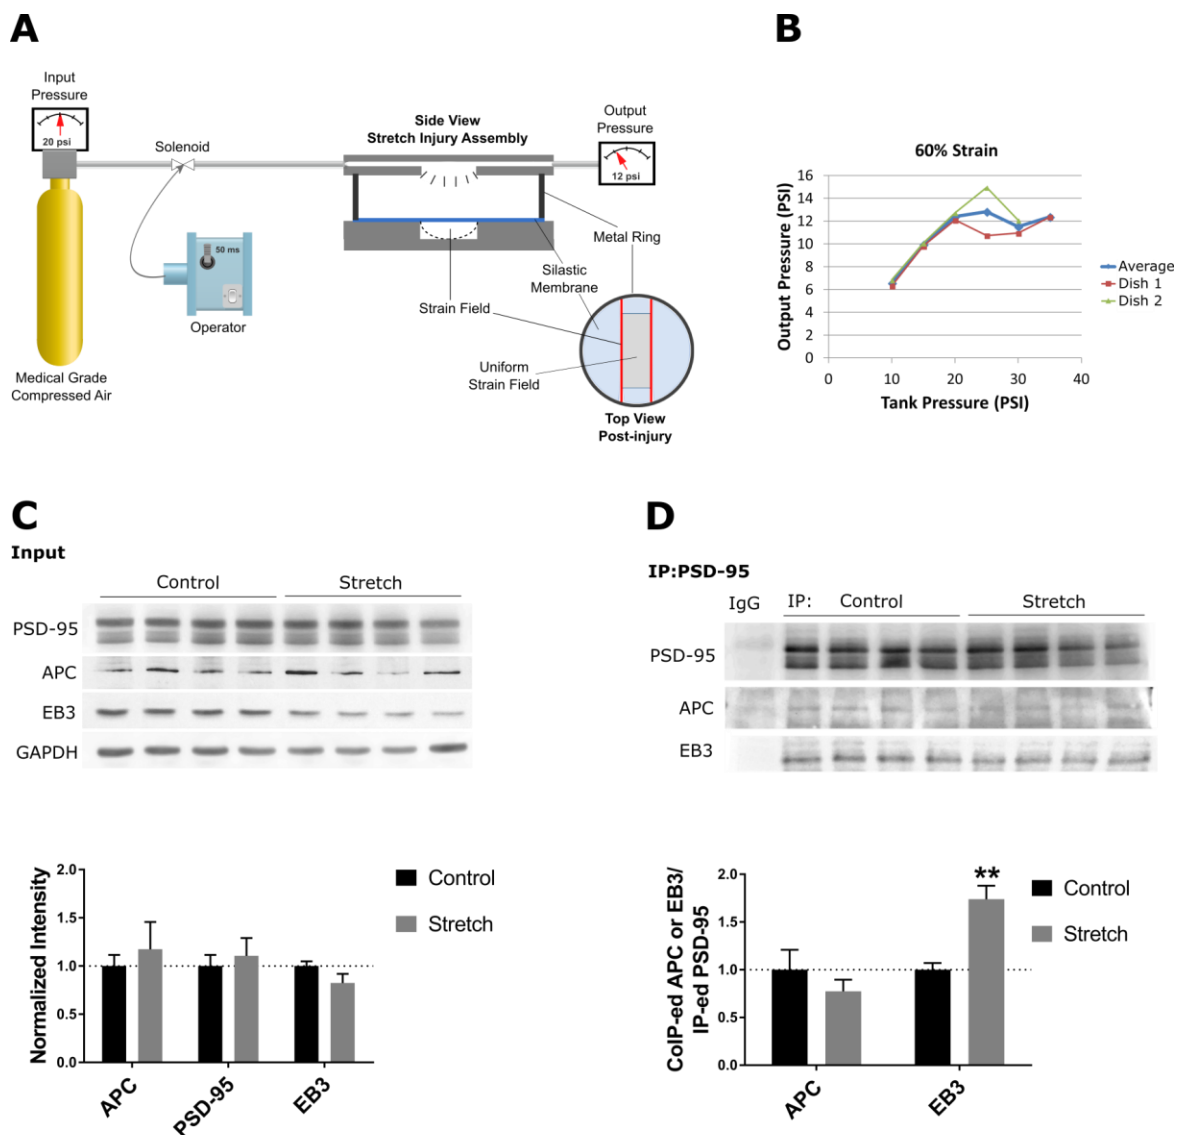 A
Input
Pressure
20 psi
Solenoid
Side View
Stretch Injury Assembly
Output
Pressure
12 psi
50 ms
Operator
Metal Ring
Silastic
Membrane
Strain Field
Uniform
Strain Field
Medical Grade
Compressed Air
Top View
Post-injury
B
60% Strain
Output Pressure (PSI)
16
14
12
10
8
6
4
2
0
0 10 20 30 40
Tank Pressure (PSI)
Average
Dish 1
Dish 2
C
Input
Control Stretch
PSD-95
APC
EB3
GAPDH
Normalized Intensity
2.0
1.5
1.0
0.5
0.0
APC PSD-95 EB3
Control
Stretch
D
IP:PSD-95
IgG IP: Control Stretch
PSD-95
APC
EB3
CoIP-ed APC or EB3/
IP-ed PSD-95
2.0
1.5
1.0
0.5
0.0
**
APC EB3
Control
Stretch